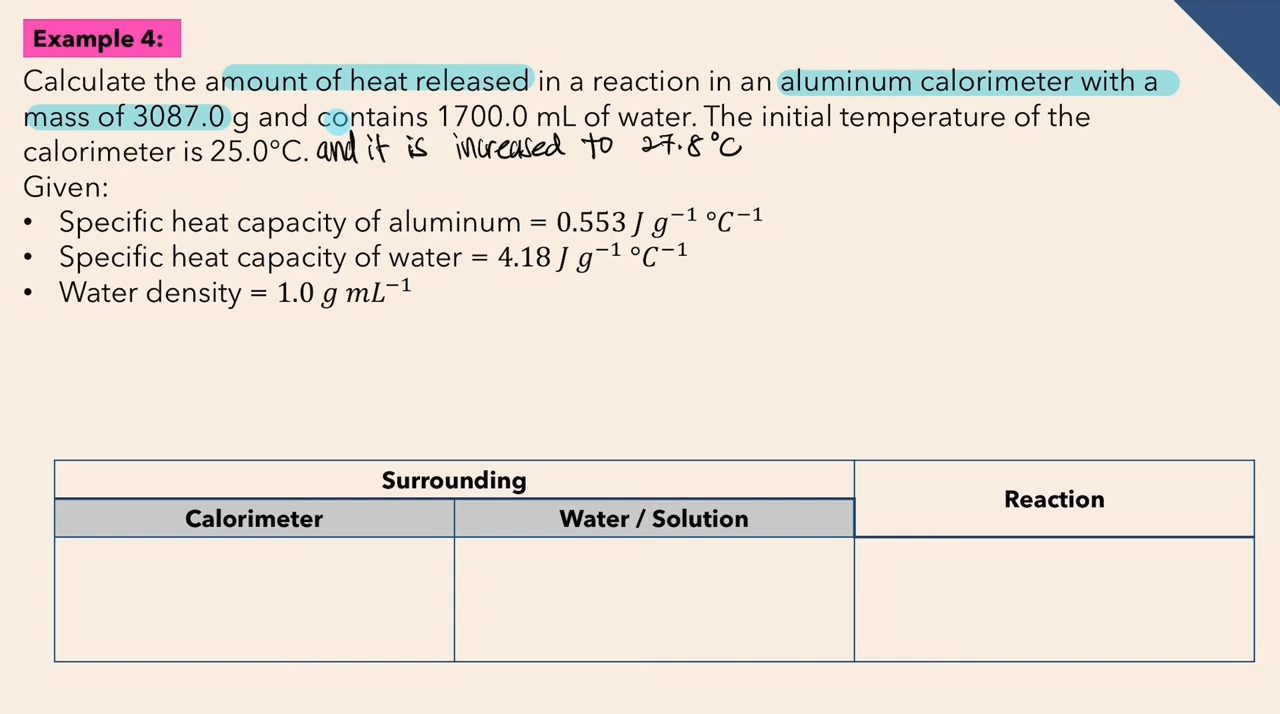 Example 4:
Calculate the amount of heat released in a reaction in an aluminum calorimeter with a
mass of 3087.0 g and contains 1700.0 mL of water. The initial temperature of the
calorimeter is 25.0°C. and it is increased to 27.8°C
Given:
• Specific heat capacity of aluminum = 0.553 J g⁻¹ °C⁻¹
• Specific heat capacity of water = 4.18 J g⁻¹ °C⁻¹
• Water density = 1.0 g mL⁻¹
Surrounding
Reaction
Calorimeter
Water / Solution